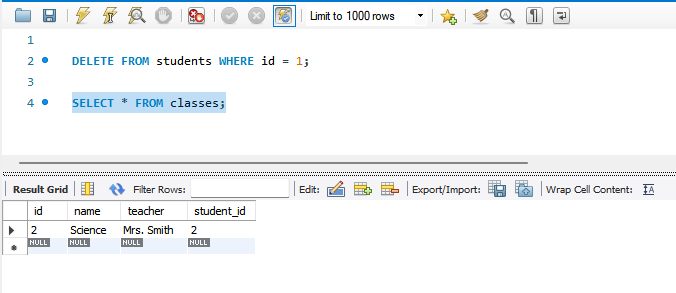 Limit to 1000 rows
1
2 DELETE FROM students WHERE id = 1;
3
4 SELECT * FROM classes;
Result Grid Filter Rows: Edit: Export/Import: Wrap Cell Content: IA
id name teacher student_id
2 Science Mrs. Smith 2
NULL NULL NULL NULL